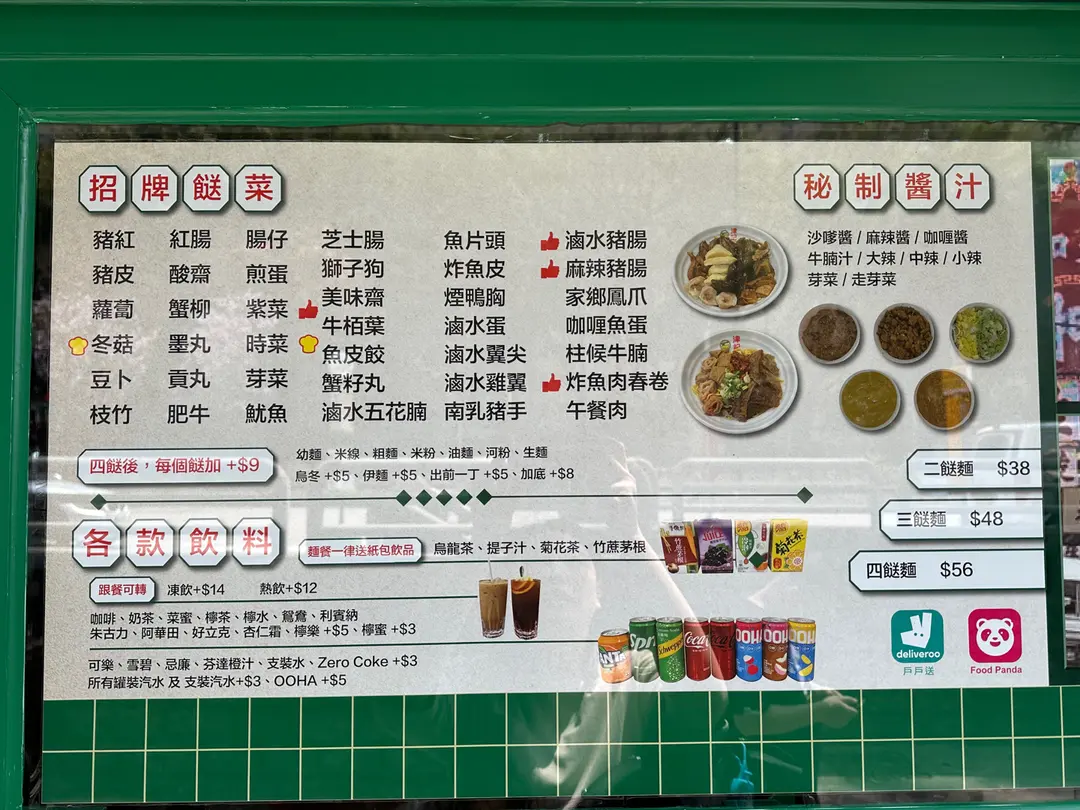 招牌餸菜
豬紅 紅腸 腸仔 芝士腸 魚片頭 滷水豬腸
豬皮 酸齋 煎蛋 獅子狗 炸魚皮 麻辣豬腸
蘿蔔 蟹柳 紫菜 美味齋 煙鴨胸 家鄉鳳爪
冬菇 墨丸 時菜 牛栢葉 滷水蛋 咖喱魚蛋
豆卜 貢丸 芽菜 魚皮餃 滷水翼尖 柱候牛腩
枝竹 肥牛 魷魚 蟹籽丸 滷水雞翼 炸魚肉春卷
滷水五花腩 南乳豬手 午餐肉
秘制醬汁
沙嗲醬 / 麻辣醬 / 咖喱醬
牛腩汁 / 大辣 / 中辣 / 小辣
芽菜 / 走芽菜
四餸後，每個餸加 +$9
幼麵、米線、粗麵、米粉、油麵、河粉、生麵
烏冬 +$5、伊麵 +$5、出前一丁 +$5、加底 +$8
二餸麵 $38
三餸麵 $48
四餸麵 $56
各款飲料
麵餐一律送紙包飲品
烏龍茶、提子汁、菊花茶、竹蔗茅根
跟餐可轉 凍飲+$14 熱飲+$12
咖啡、奶茶、菜蜜、檸茶、檸水、鴛鴦、利賓納
朱古力、阿華田、好立克、杏仁霜、檸樂 +$5、檸蜜 +$3
可樂、雪碧、忌廉、芬達橙汁、支裝水、Zero Coke +$3
所有罐裝汽水 及 支裝汽水+$3、OOHA +$5
deliveroo
戶戶送
Food Panda